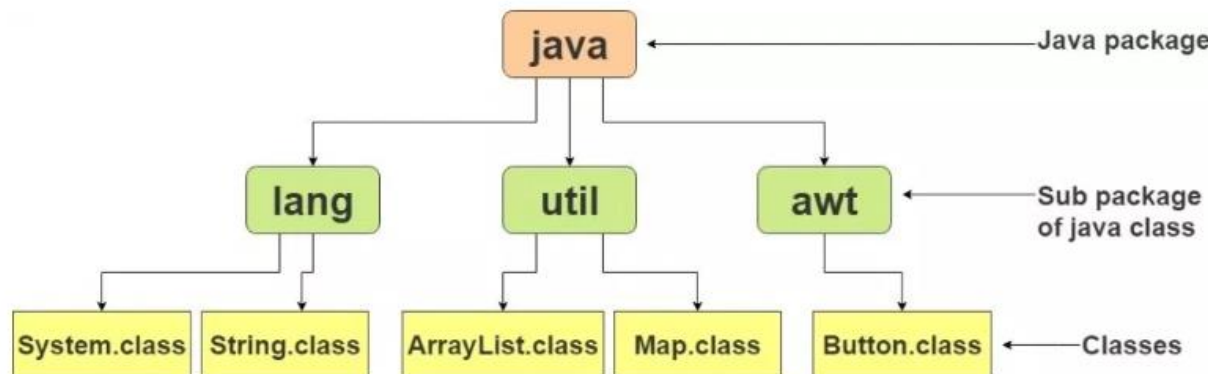 java
Java package
lang
util
awt
Sub package
of java class
System.class
String.class
ArrayList.class
Map.class
Button.class
Classes